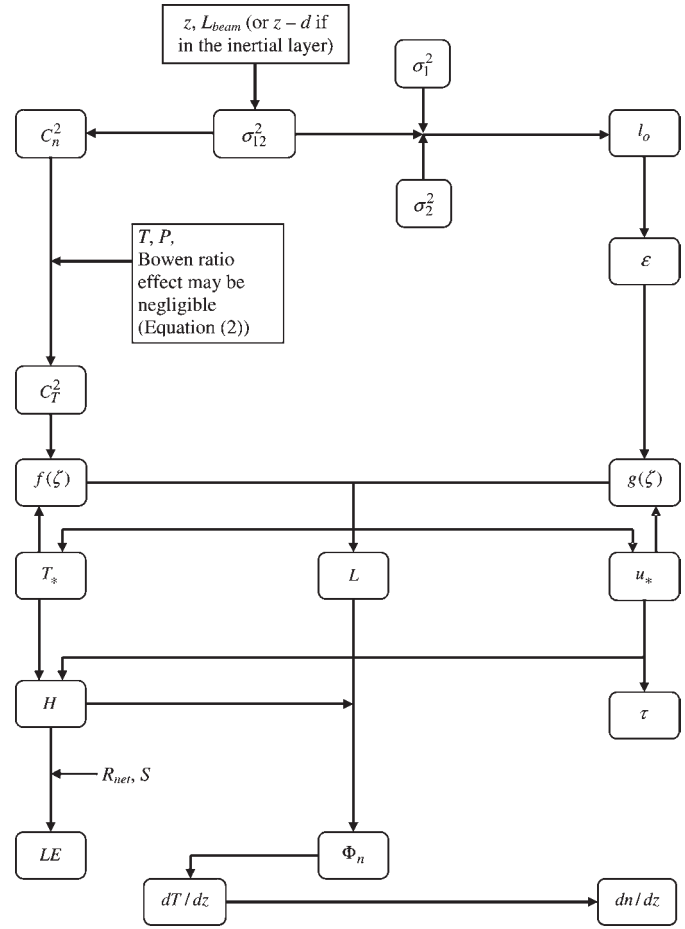 z, L_beam (or z – d if
in the inertial layer)
σ₁²
C_n²
σ₁₂²
l_o
σ₂²
T, P,
Bowen ratio
effect may be
negligible
(Equation (2))
ε
C_T²
f(ζ)
g(ζ)
T_*
L
u_*
H
τ
R_net, S
LE
Φ_n
dT / dz
dn / dz